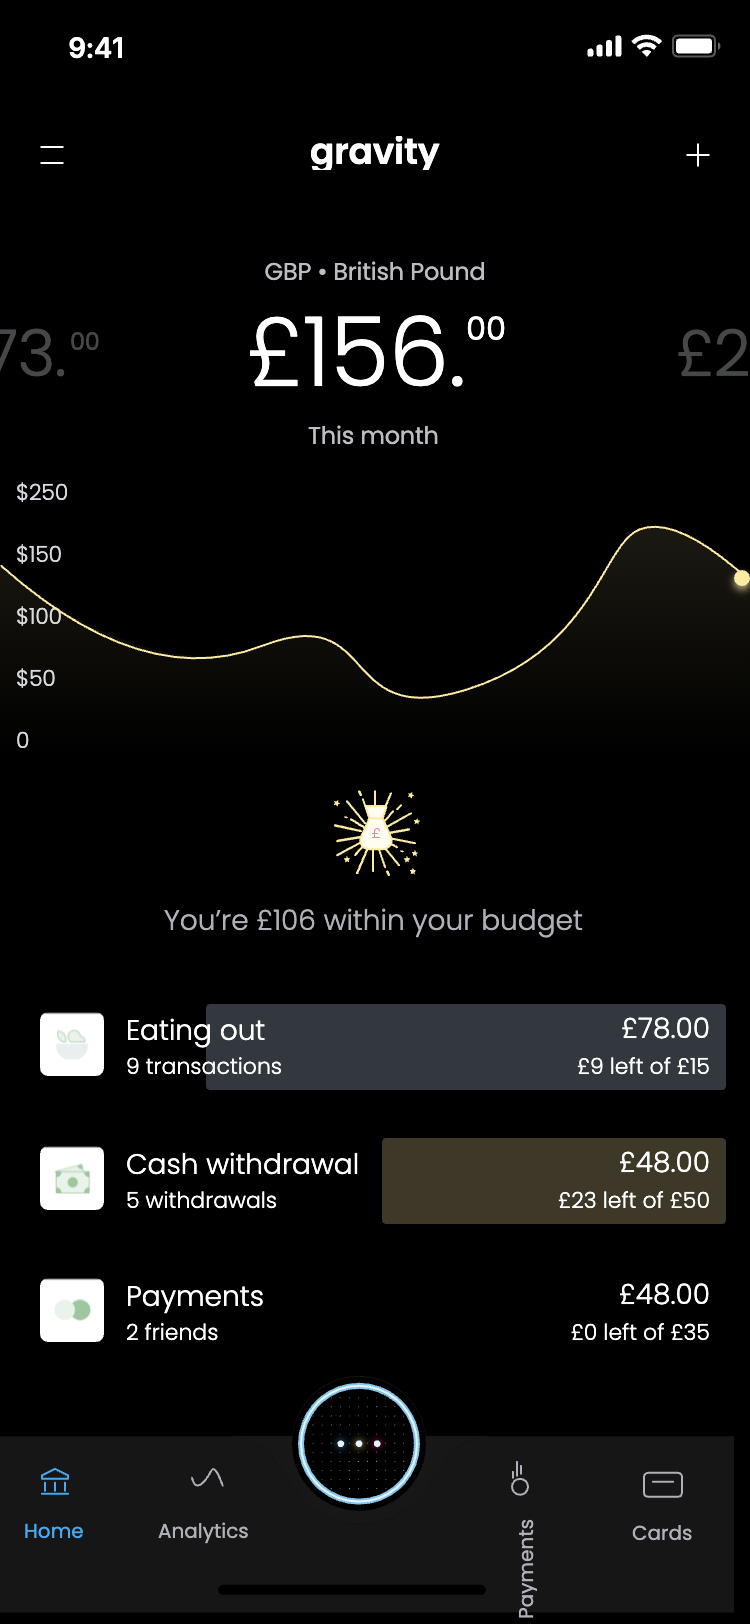 9:41
gravity
GBP • British Pound
73.00
£156.00
£2
This month
$250
$150
$100
$50
0
£
You’re £106 within your budget
Eating out £78.00
9 transactions £9 left of £15
Cash withdrawal £48.00
5 withdrawals £23 left of £50
Payments £48.00
2 friends £0 left of £35
Home
Analytics
Payments
Cards